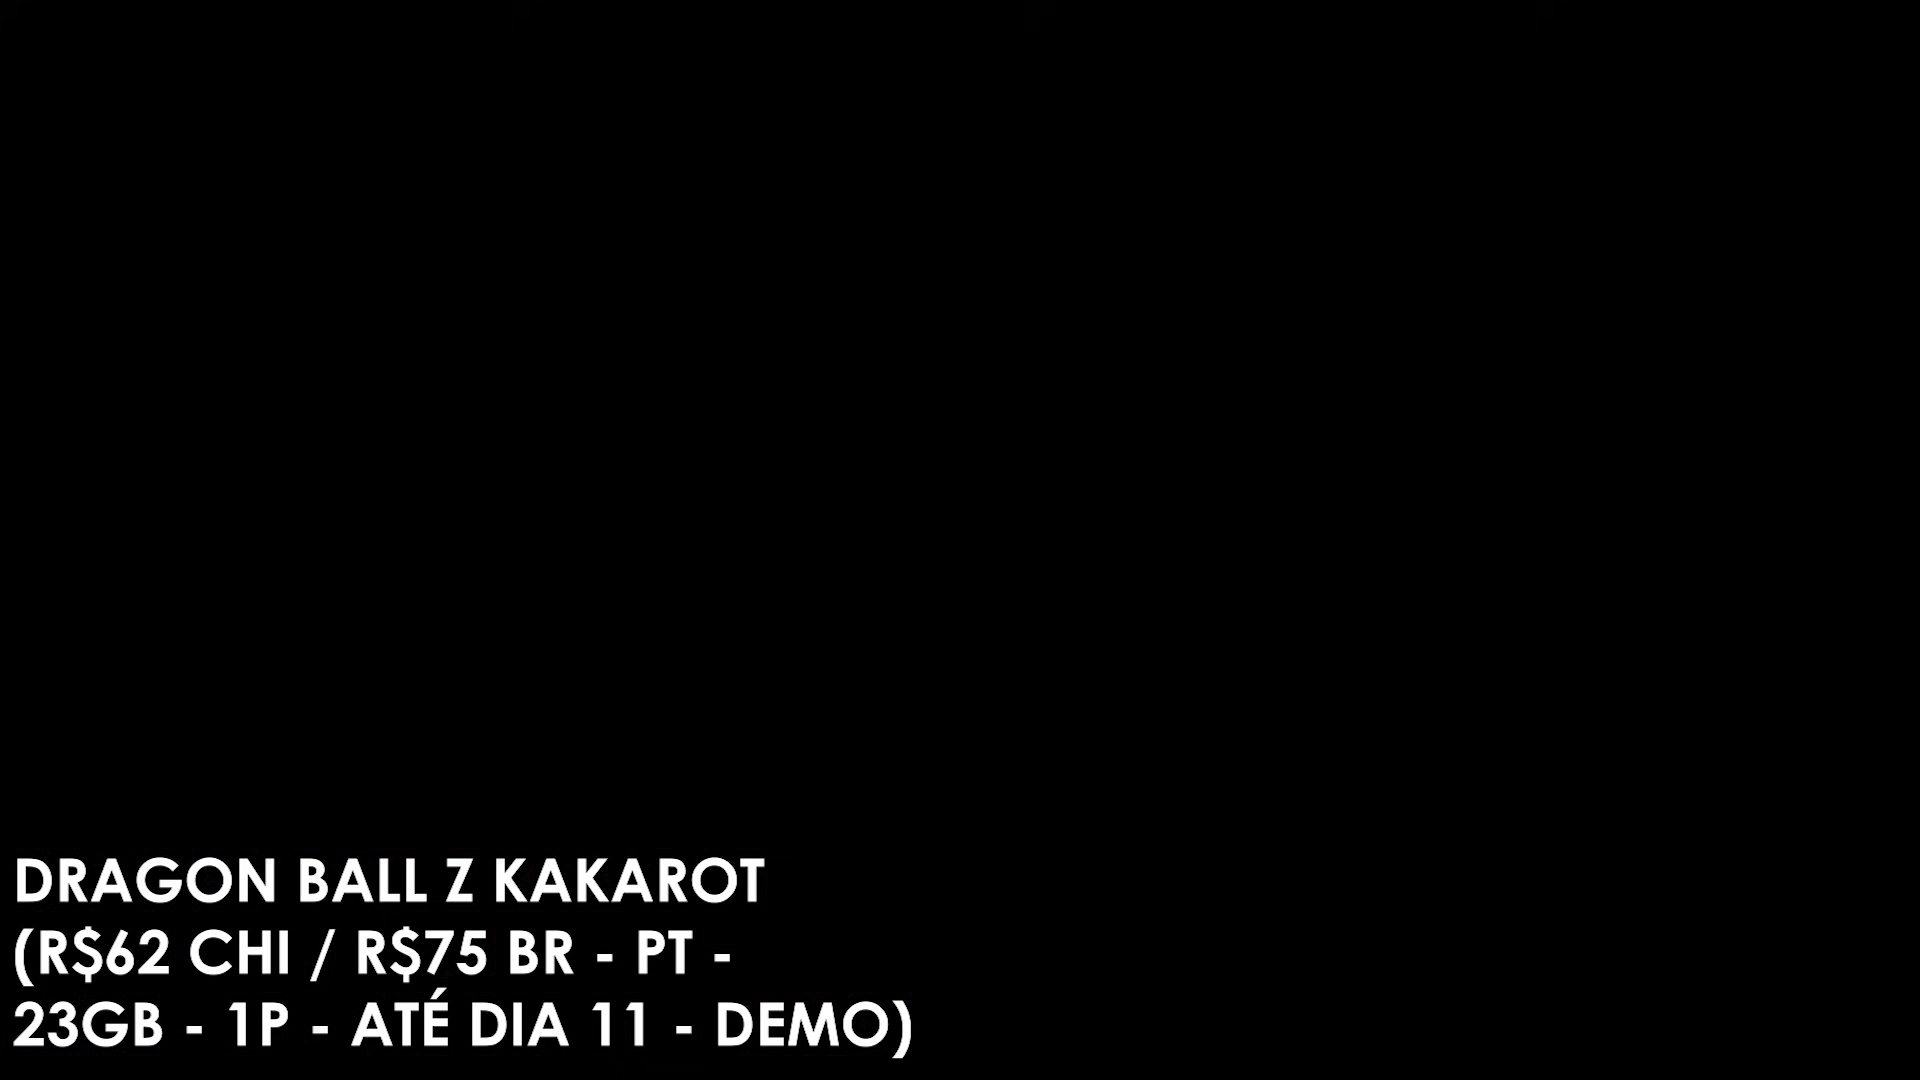 DRAGON BALL Z KAKAROT
(R$62 CHI / R$75 BR - PT -
23GB - 1P - ATÉ DIA 11 - DEMO)